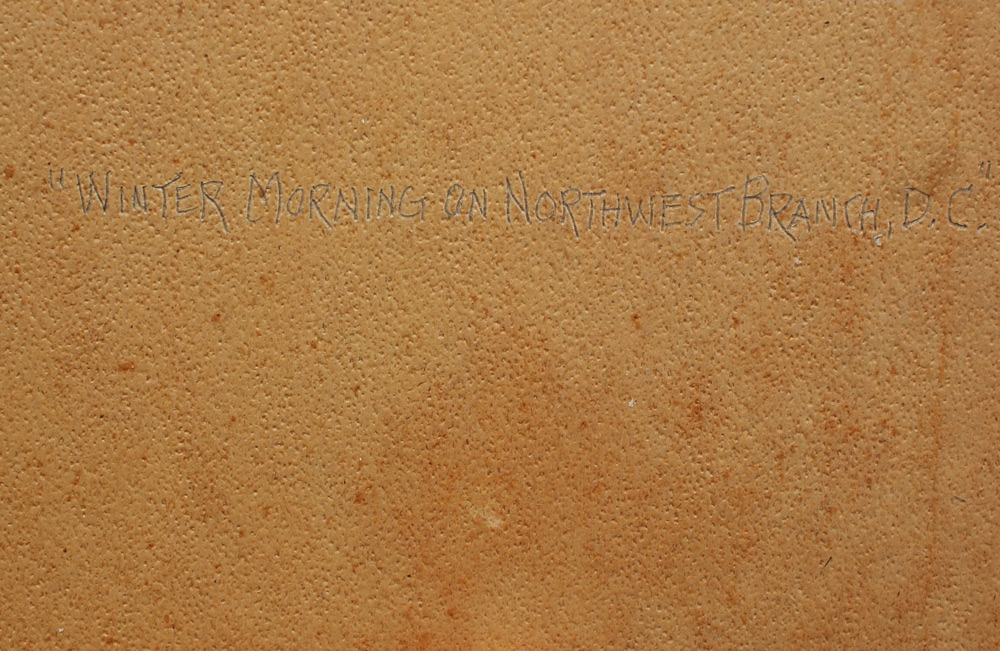 "WINTER MORNING ON NORTHWEST BRANCH, D.C."